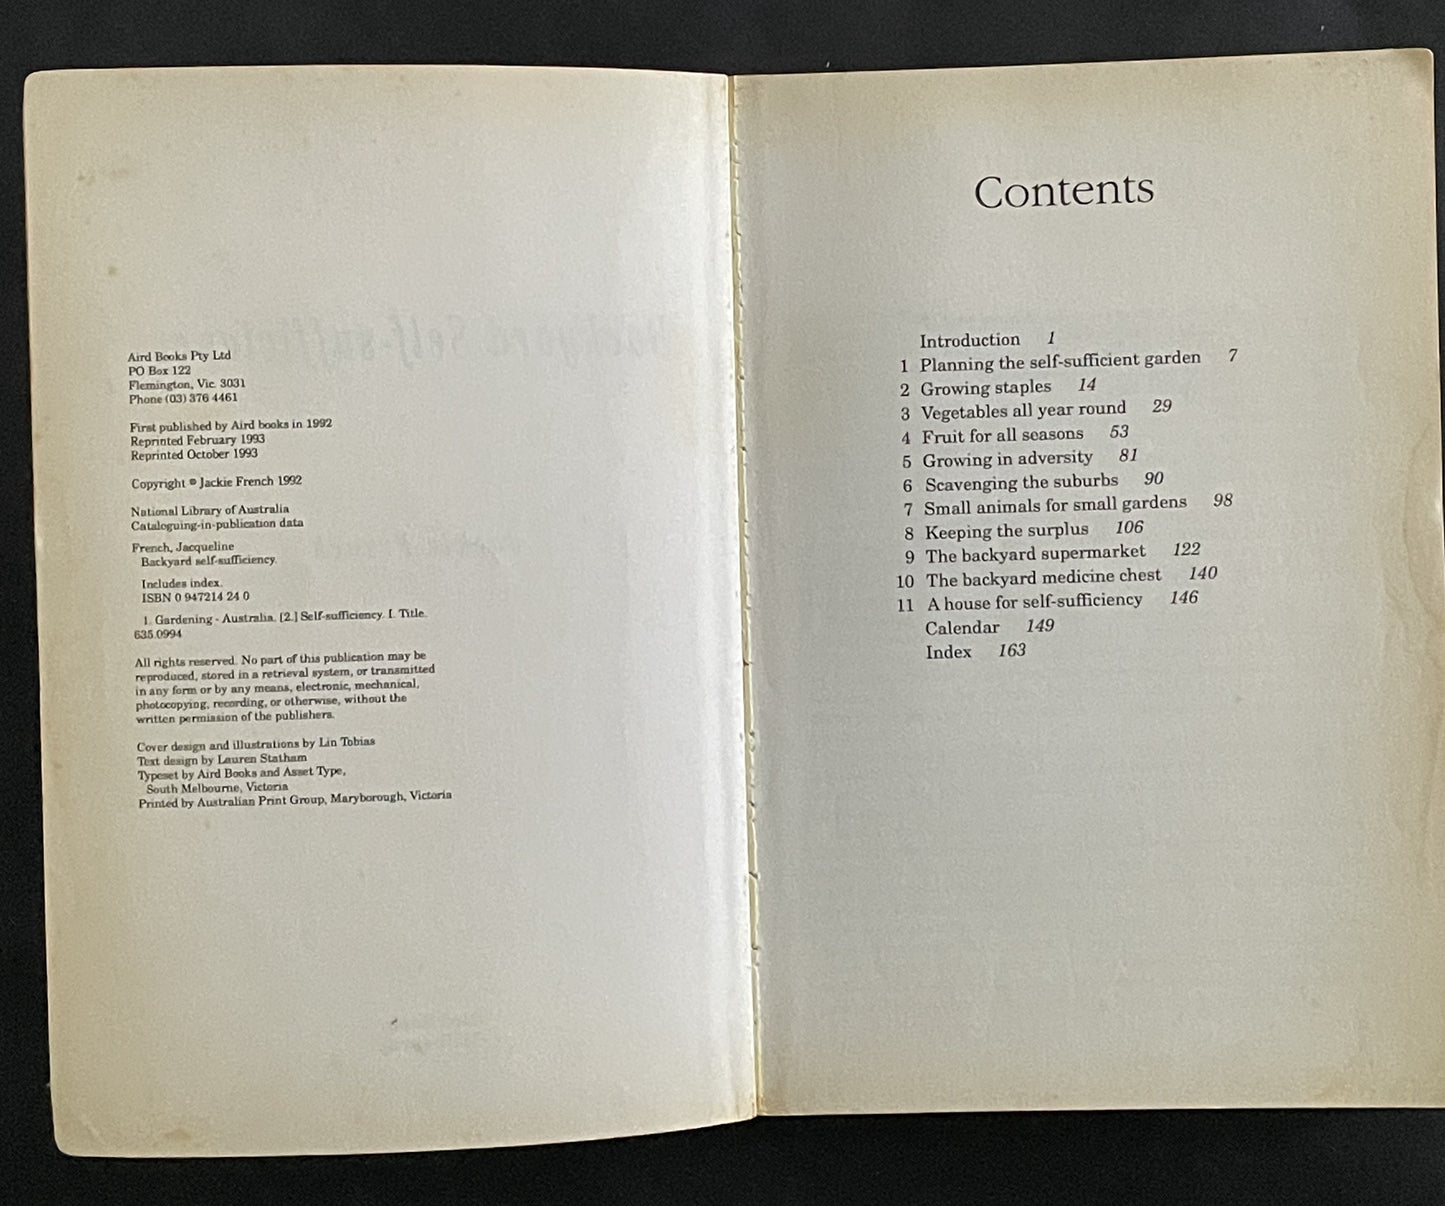 Aird Books Pty Ltd
PO Box 122
Flemington, Vic. 3031
Phone (03) 376 4461
First published by Aird books in 1992
Reprinted February 1993
Reprinted October 1993
Copyright © Jackie French 1992
National Library of Australia
Cataloguing-in-publication data
French, Jacqueline
Backyard self-sufficiency.
Includes index.
ISBN 0 947214 24 0
1. Gardening - Australia. [2.] Self-sufficiency. I. Title.
635.0994
All rights reserved. No part of this publication may be
reproduced, stored in a retrieval system, or transmitted
in any form or by any means, electronic, mechanical,
photocopying, recording, or otherwise, without the
written permission of the publishers.
Cover design and illustrations by Lin Tobias
Text design by Lauren Statham
Typeset by Aird Books and Asset Type,
South Melbourne, Victoria
Printed by Australian Print Group, Maryborough, Victoria
Contents
Introduction 1
1 Planning the self-sufficient garden 7
2 Growing staples 14
3 Vegetables all year round 29
4 Fruit for all seasons 53
5 Growing in adversity 81
6 Scavenging the suburbs 90
7 Small animals for small gardens 98
8 Keeping the surplus 106
9 The backyard supermarket 122
10 The backyard medicine chest 140
11 A house for self-sufficiency 146
Calendar 149
Index 163